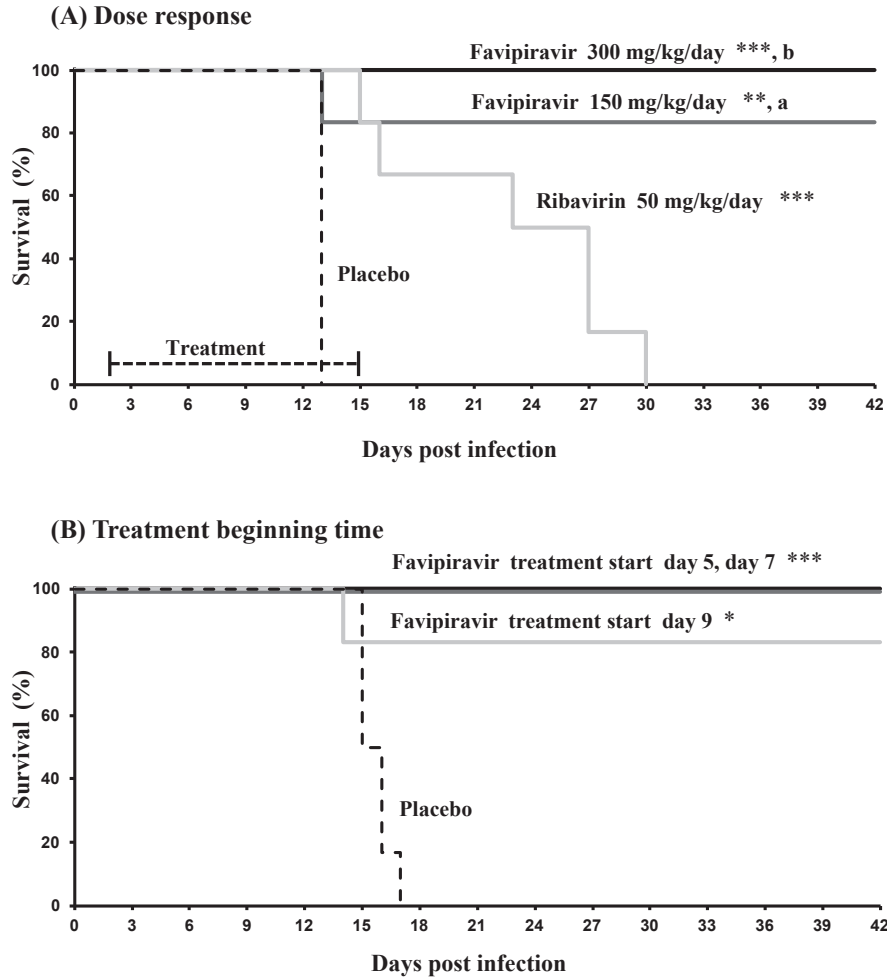 (A) Dose response
Favipiravir 300 mg/kg/day ***, b
Favipiravir 150 mg/kg/day **, a
Ribavirin 50 mg/kg/day ***
Placebo
Treatment
Survival (%)
100
80
60
40
20
0
0 3 6 9 12 15 18 21 24 27 30 33 36 39 42
Days post infection
(B) Treatment beginning time
Favipiravir treatment start day 5, day 7 ***
Favipiravir treatment start day 9 *
Placebo
Survival (%)
100
80
60
40
20
0
0 3 6 9 12 15 18 21 24 27 30 33 36 39 42
Days post infection